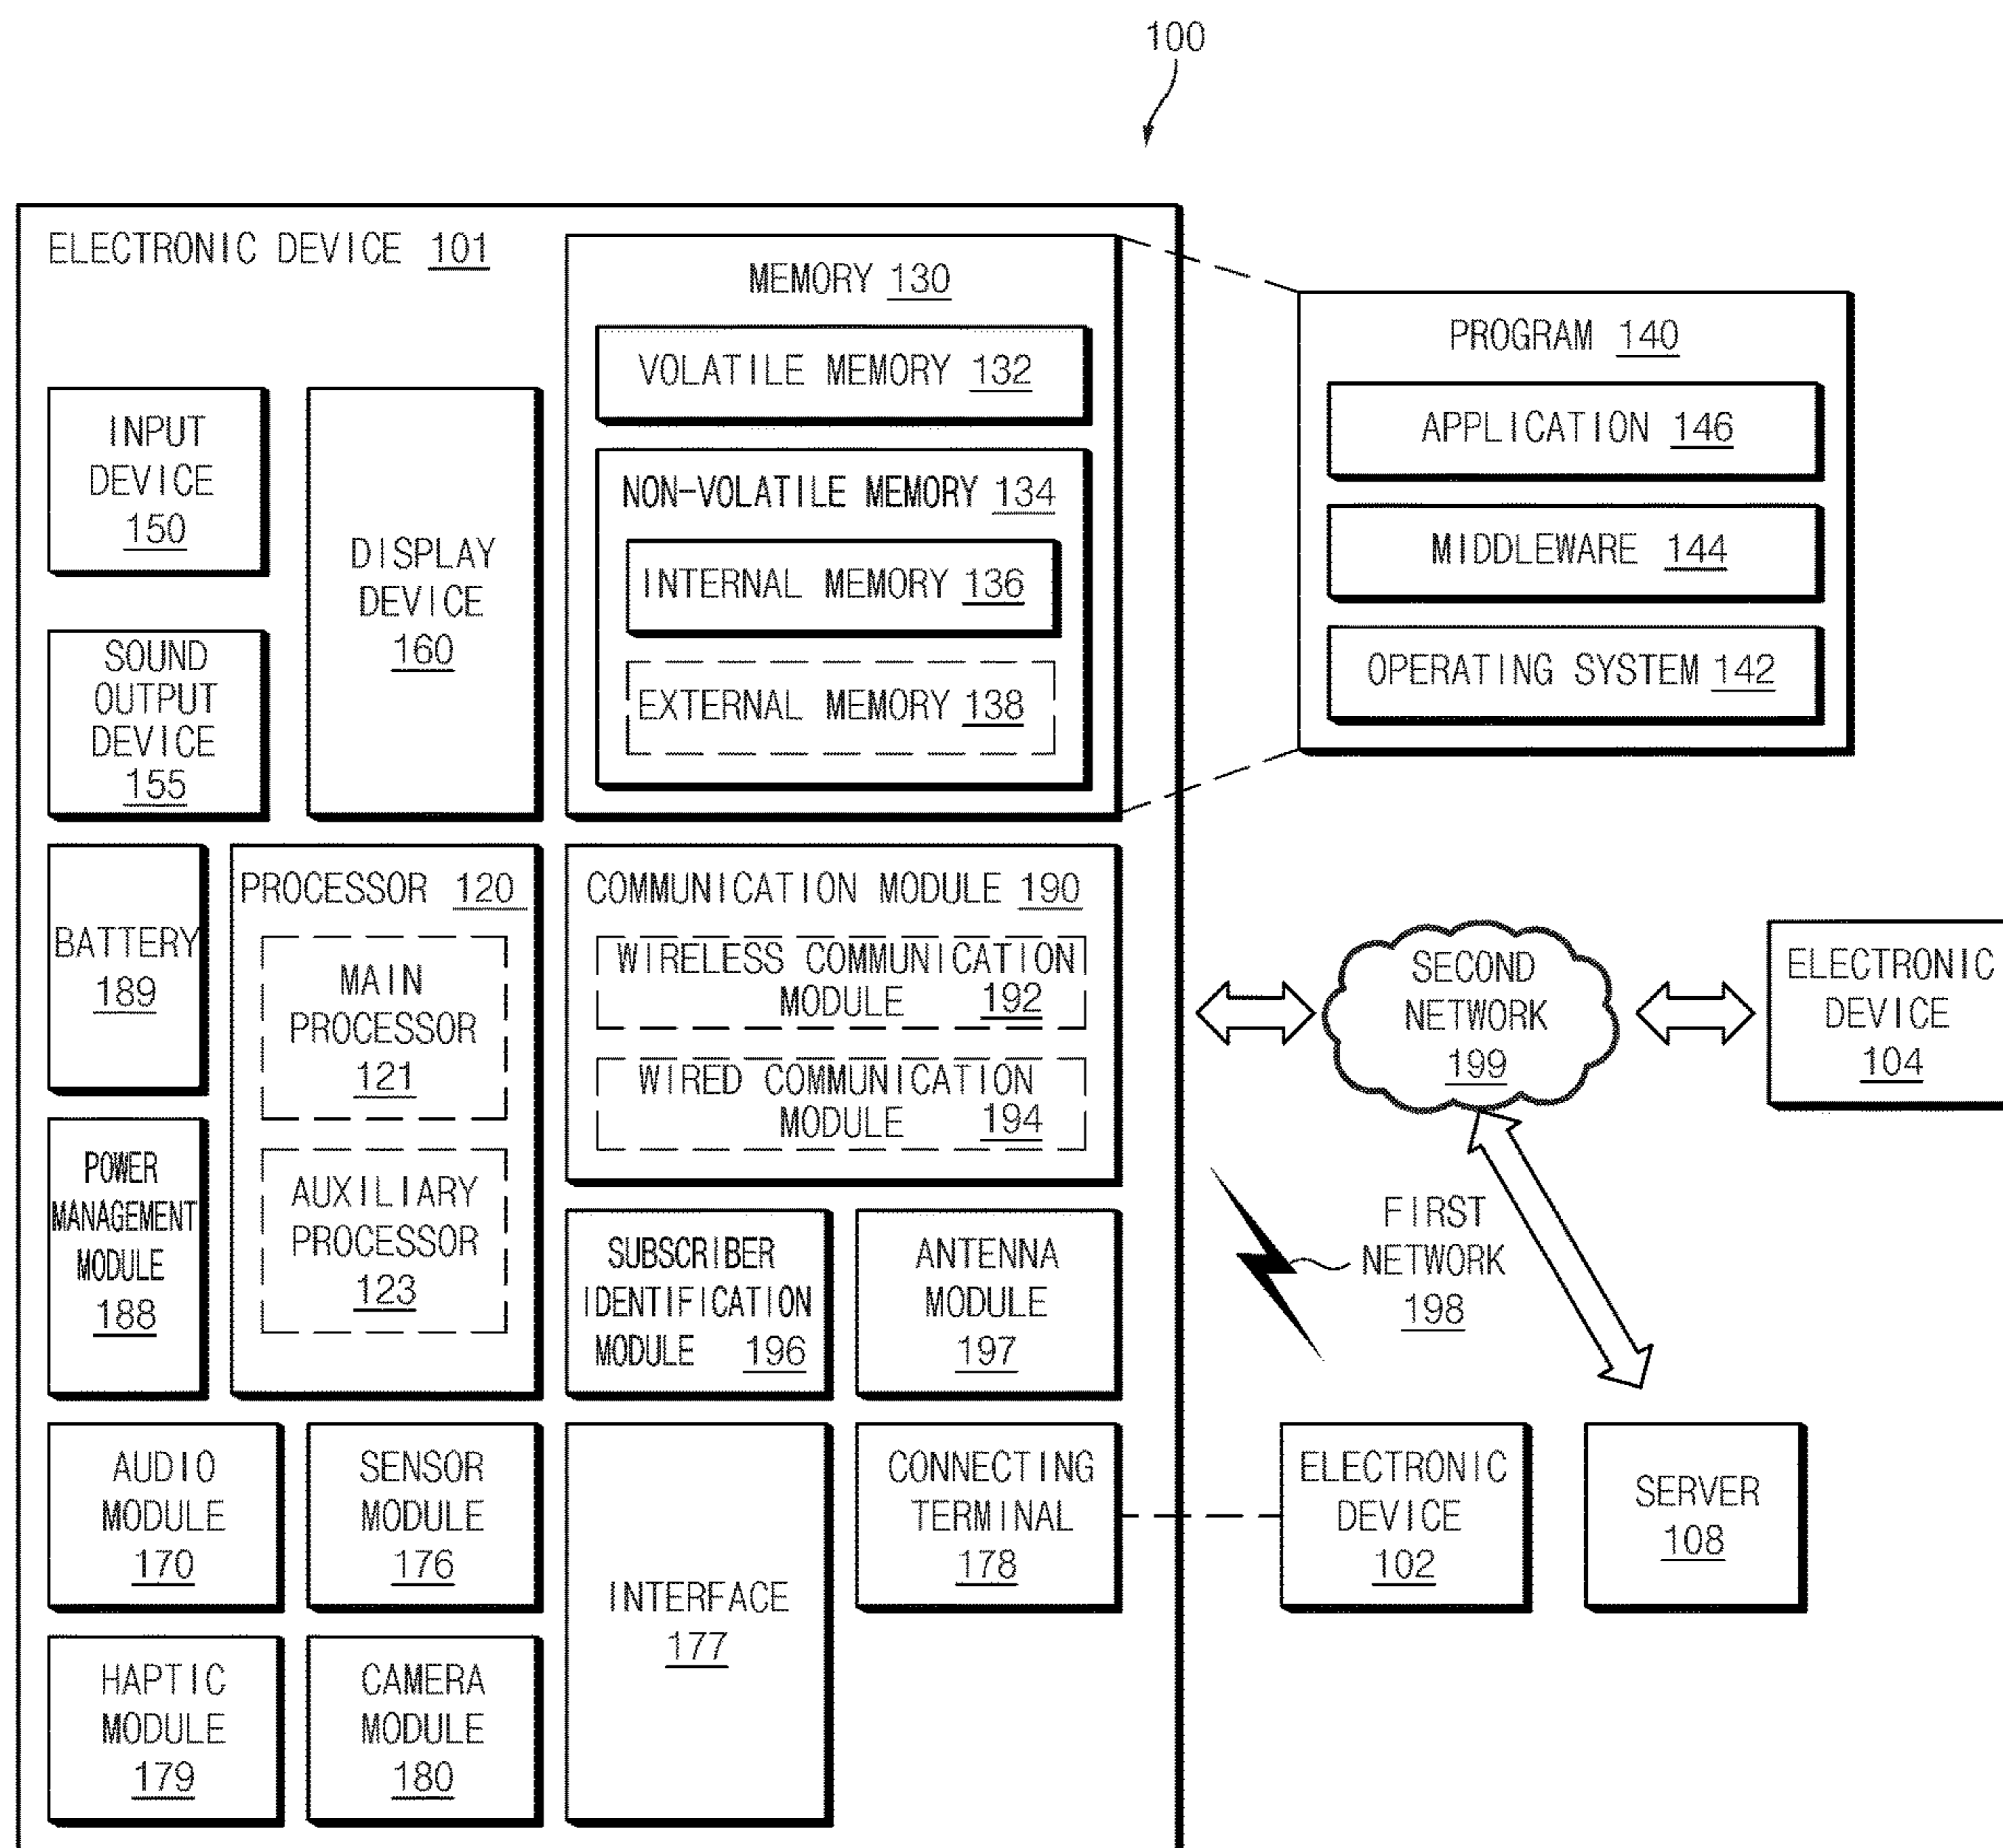 100
ELECTRONIC DEVICE 101
MEMORY 130
VOLATILE MEMORY 132
NON-VOLATILE MEMORY 134
INTERNAL MEMORY 136
EXTERNAL MEMORY 138
PROGRAM 140
APPLICATION 146
MIDDLEWARE 144
OPERATING SYSTEM 142
INPUT
DEVICE
150
DISPLAY
DEVICE
160
SOUND
OUTPUT
DEVICE
155
BATTERY
189
PROCESSOR 120
MAIN
PROCESSOR
121
AUXILIARY
PROCESSOR
123
POWER
MANAGEMENT
MODULE
188
COMMUNICATION MODULE 190
WIRELESS COMMUNICATION
MODULE 192
WIRED COMMUNICATION
MODULE 194
SECOND
NETWORK
199
ELECTRONIC
DEVICE
104
SUBSCRIBER
IDENTIFICATION
MODULE 196
ANTENNA
MODULE
197
FIRST
NETWORK
198
AUDIO
MODULE
170
SENSOR
MODULE
176
INTERFACE
177
CONNECTING
TERMINAL
178
ELECTRONIC
DEVICE
102
SERVER
108
HAPTIC
MODULE
179
CAMERA
MODULE
180